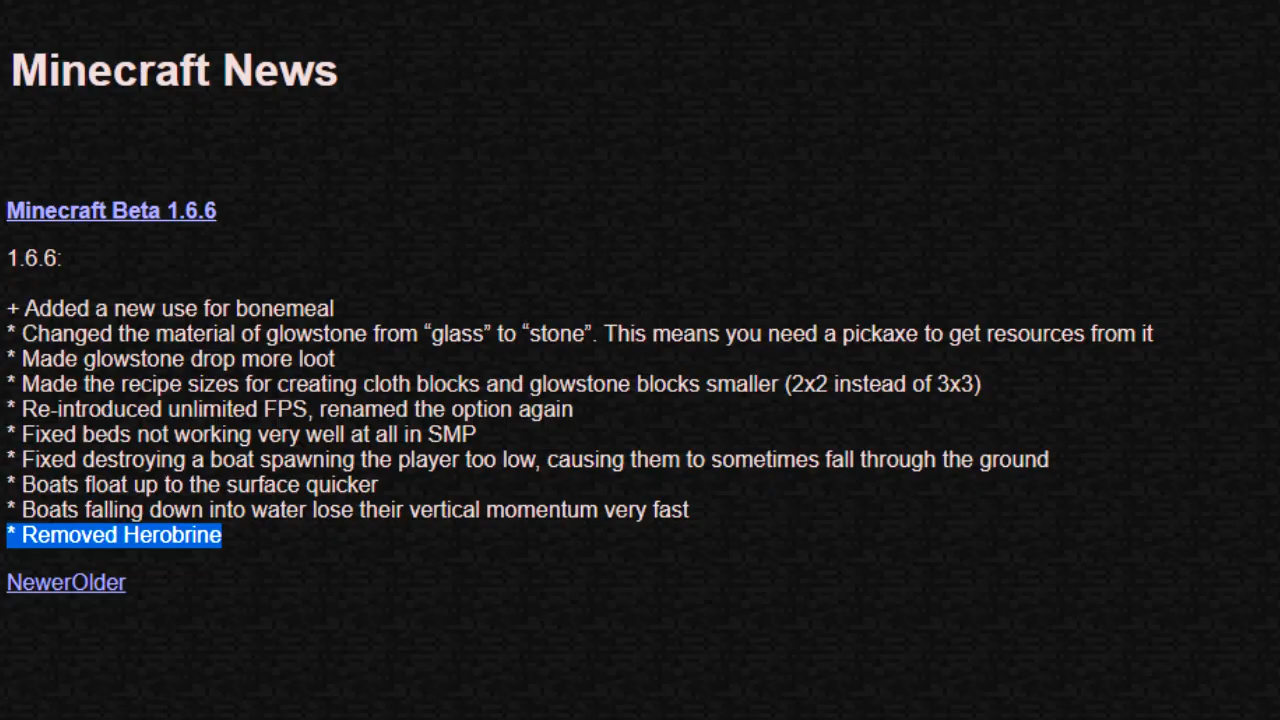 Minecraft News
Minecraft Beta 1.6.6
1.6.6:
+ Added a new use for bonemeal
* Changed the material of glowstone from “glass” to “stone”. This means you need a pickaxe to get resources from it
* Made glowstone drop more loot
* Made the recipe sizes for creating cloth blocks and glowstone blocks smaller (2x2 instead of 3x3)
* Re-introduced unlimited FPS, renamed the option again
* Fixed beds not working very well at all in SMP
* Fixed destroying a boat spawning the player too low, causing them to sometimes fall through the ground
* Boats float up to the surface quicker
* Boats falling down into water lose their vertical momentum very fast
* Removed Herobrine
NewerOlder